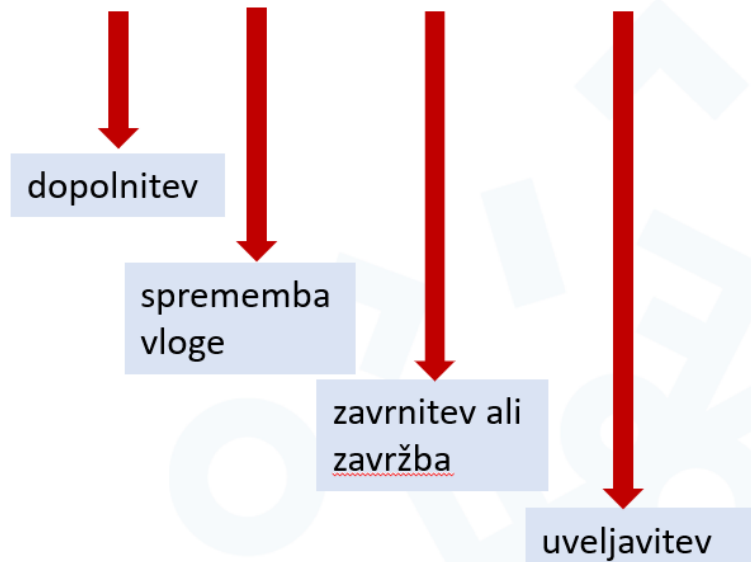 dopolnitev
sprememba
vloge
zavrnitev ali
zavržba
uveljavitev